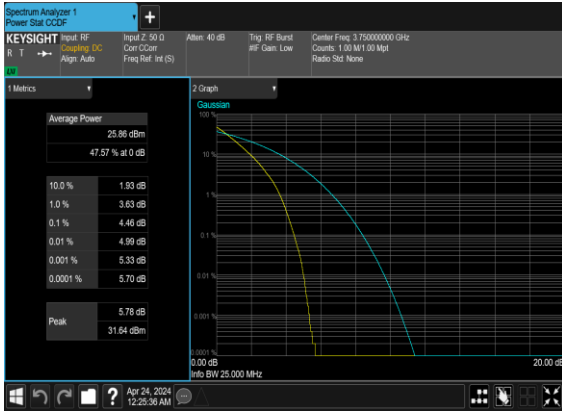 Spectrum Analyzer 1
Power Stat CCDF
+
KEYSIGHT
R T
Input: RF
Coupling: DC
Align: Auto
Input Z: 50 Ω
Corr CCorr
Freq Ref: Int (S)
Atten: 40 dB
Trig: RF Burst
#IF Gain: Low
Center Freq: 3.750000000 GHz
Counts: 1.00 M/1.00 Mpt
Radio Std: None
1 Metrics
Average Power
25.86 dBm
47.57 % at 0 dB
10.0 % 1.93 dB
1.0 % 3.63 dB
0.1 % 4.46 dB
0.01 % 4.99 dB
0.001 % 5.33 dB
0.0001 % 5.70 dB
Peak
5.78 dB
31.64 dBm
2 Graph
Gaussian
100 %
10 %
1 %
0.1 %
0.01 %
0.001 %
0.0001 %
0.00 dB 20.00 dB
Info BW 25.000 MHz
?
Apr 24, 2024
12:25:36 AM